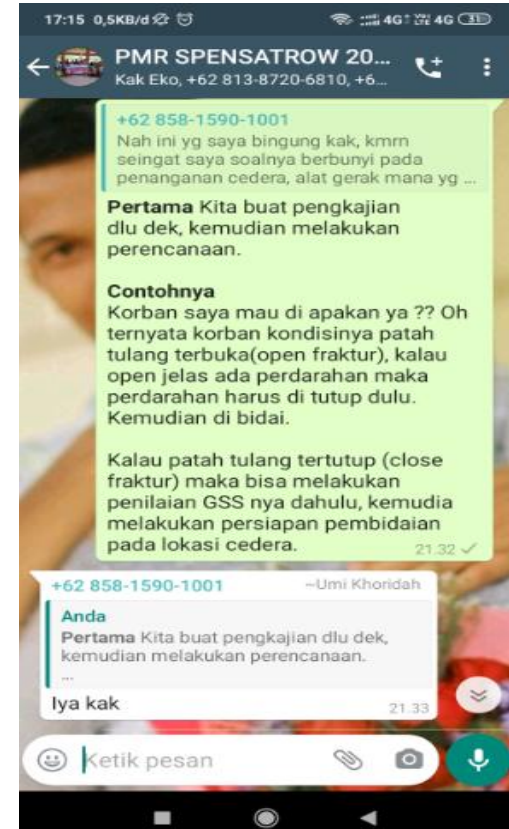 17:15 0,5KB/d
4G 4G 31
PMR SPENSATROW 20...
Kak Eko, +62 813-8720-6810, +6...
+62 858-1590-1001
Nah ini yg saya bingung kak, kmrn
seingat saya soalnya berbunyi pada
penanganan cedera, alat gerak mana yg ...
Pertama Kita buat pengkajian
dlu dek, kemudian melakukan
perencanaan.
Contohnya
Korban saya mau di apakan ya ?? Oh
ternyata korban kondisinya patah
tulang terbuka(open fraktur), kalau
open jelas ada perdarahan maka
perdarahan harus di tutup dulu.
Kemudian di bidai.
Kalau patah tulang tertutup (close
fraktur) maka bisa melakukan
penilaian GSS nya dahulu, kemudia
melakukan persiapan pembidaian
pada lokasi cedera.
21.32
+62 858-1590-1001 ~Umi Khoridah
Anda
Pertama Kita buat pengkajian dlu dek,
kemudian melakukan perencanaan.
...
Iya kak
21.33
Ketik pesan